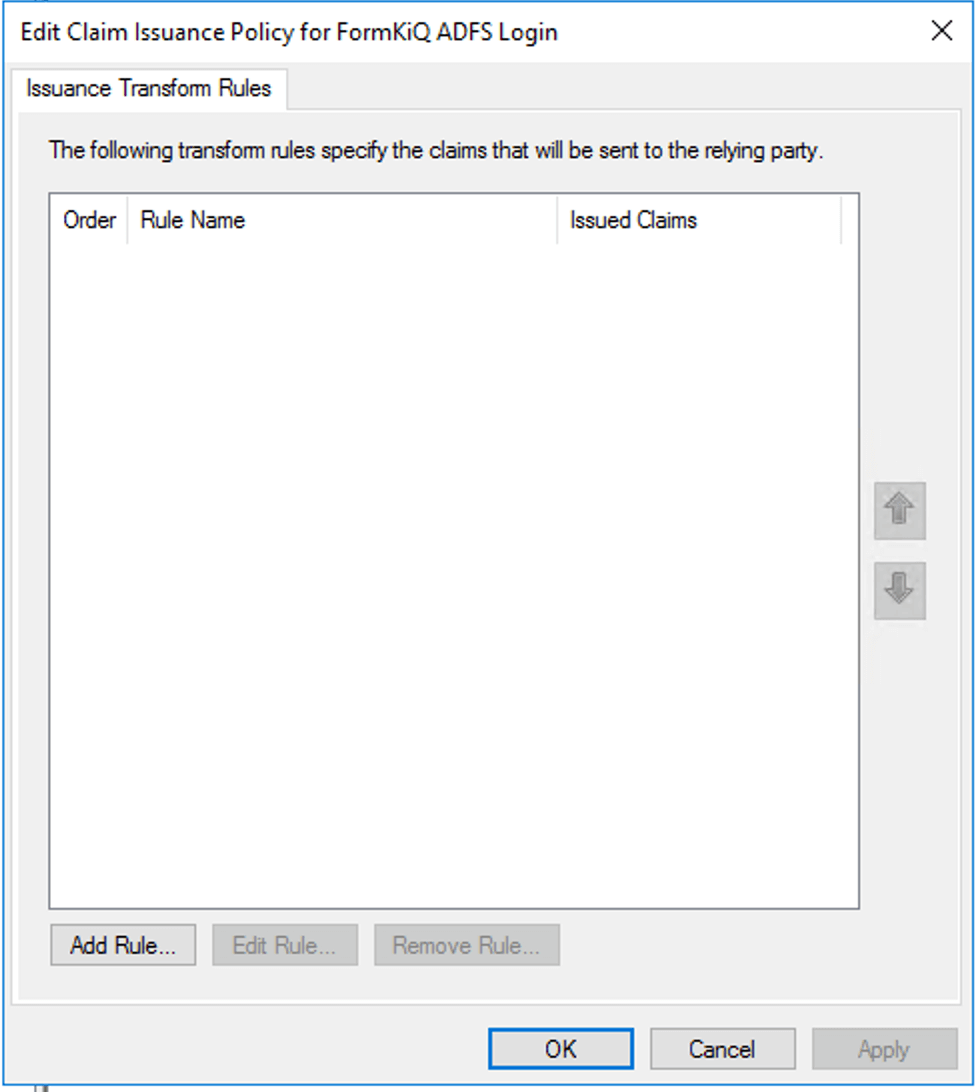 Edit Claim Issuance Policy for FormKiQ ADFS Login
Issuance Transform Rules
The following transform rules specify the claims that will be sent to the relying party.
Order Rule Name Issued Claims
Add Rule... Edit Rule... Remove Rule...
OK Cancel Apply